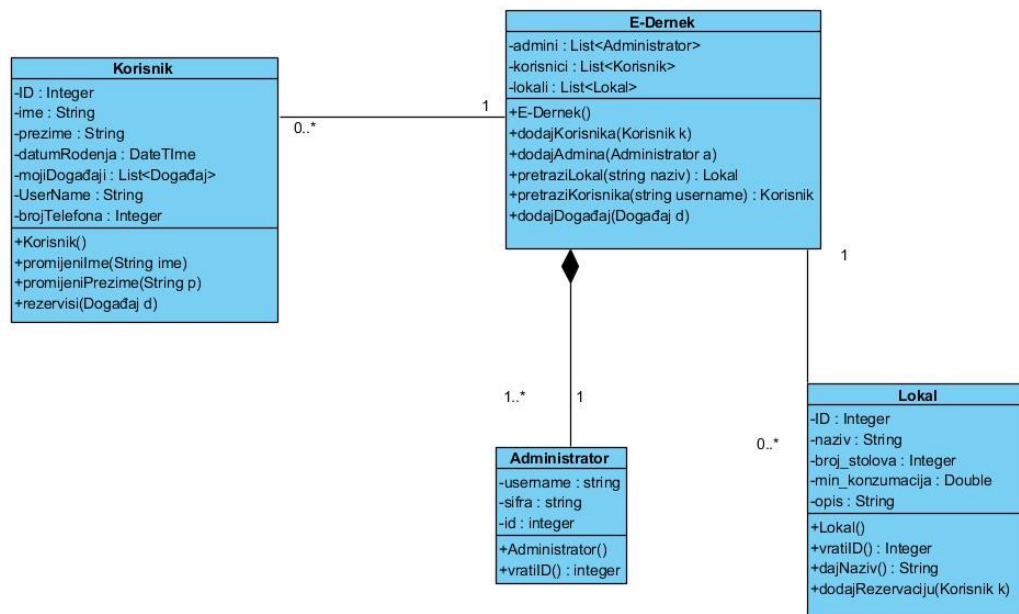 Korisnik
-ID : Integer
-ime : String
-prezime : String
-datumRodenja : DateTIme
-mojiDogađaji : List<Događaj>
-UserName : String
-brojTelefona : Integer
+Korisnik()
+promijeniIme(String ime)
+promijeniPrezime(String p)
+rezervisi(Događaj d)
0..*
1
E-Dernek
-admini : List<Administrator>
-korisnici : List<Korisnik>
-lokali : List<Lokal>
+E-Dernek()
+dodajKorisnika(Korisnik k)
+dodajAdmina(Administrator a)
+pretraziLokal(string naziv) : Lokal
+pretraziKorisnika(string username) : Korisnik
+dodajDogađaj(Događaj d)
1
1..*
1
0..*
Administrator
-username : string
-sifra : string
-id : integer
+Administrator()
+vratiID() : integer
Lokal
-ID : Integer
-naziv : String
-broj_stolova : Integer
-min_konzumacija : Double
-opis : String
+Lokal()
+vratiID() : Integer
+dajNaziv() : String
+dodajRezervaciju(Korisnik k)